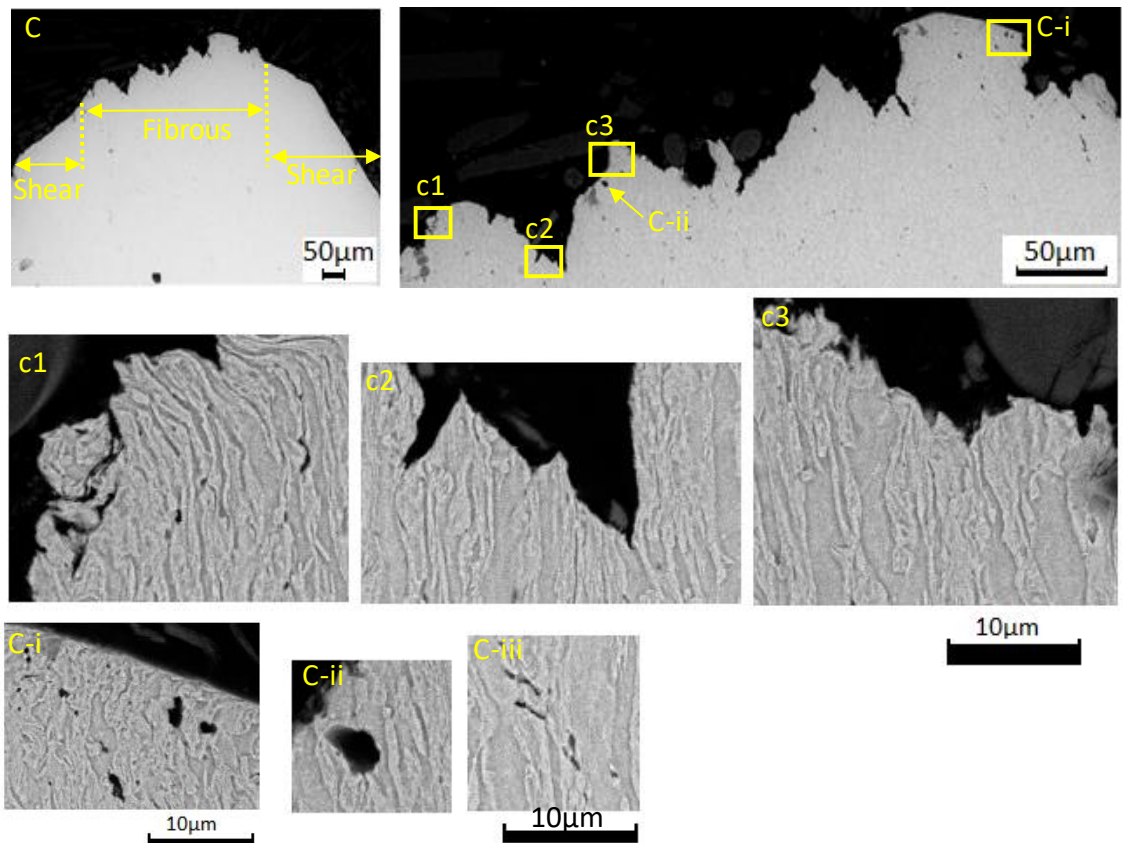 C
Fibrous
Shear
Shear
50μm
C-i
c3
c1
C-ii
c2
50μm
c1
c2
c3
10μm
C-i
C-ii
C-iii
10μm
10μm